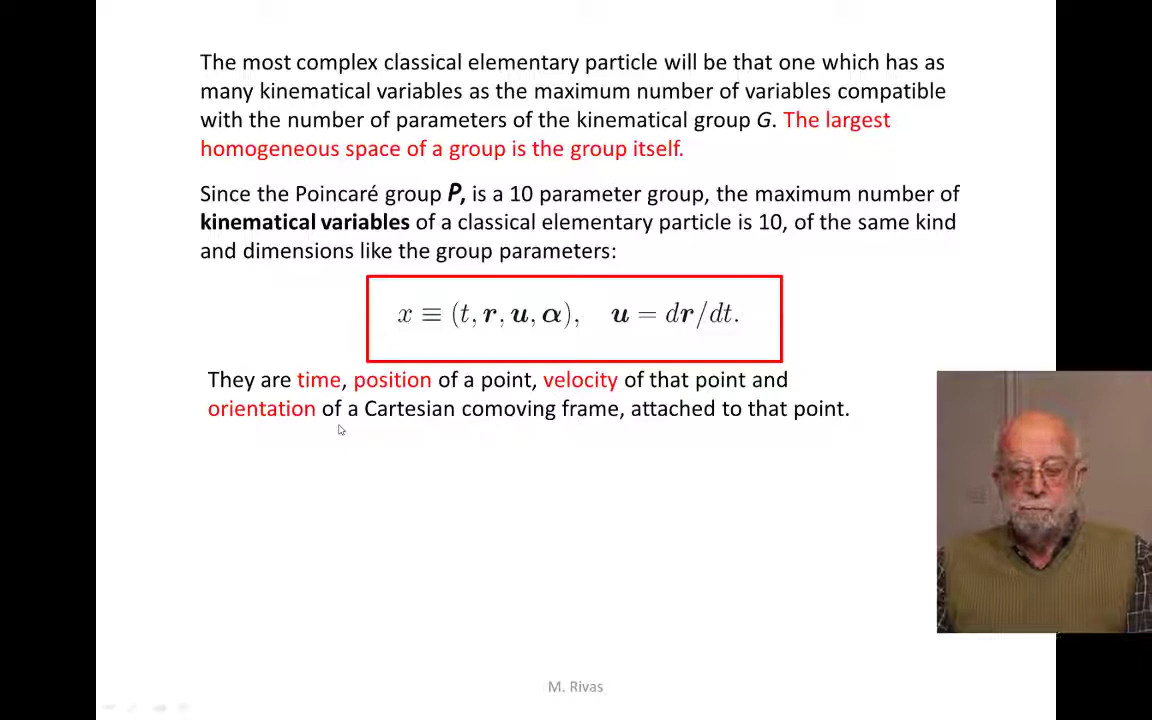 The most complex classical elementary particle will be that one which has as
many kinematical variables as the maximum number of variables compatible
with the number of parameters of the kinematical group G. The largest
homogeneous space of a group is the group itself.
Since the Poincaré group P, is a 10 parameter group, the maximum number of
kinematical variables of a classical elementary particle is 10, of the same kind
and dimensions like the group parameters:
x ≡ (t, r, u, α), u = dr/dt.
They are time, position of a point, velocity of that point and
orientation of a Cartesian comoving frame, attached to that point.
M. Rivas